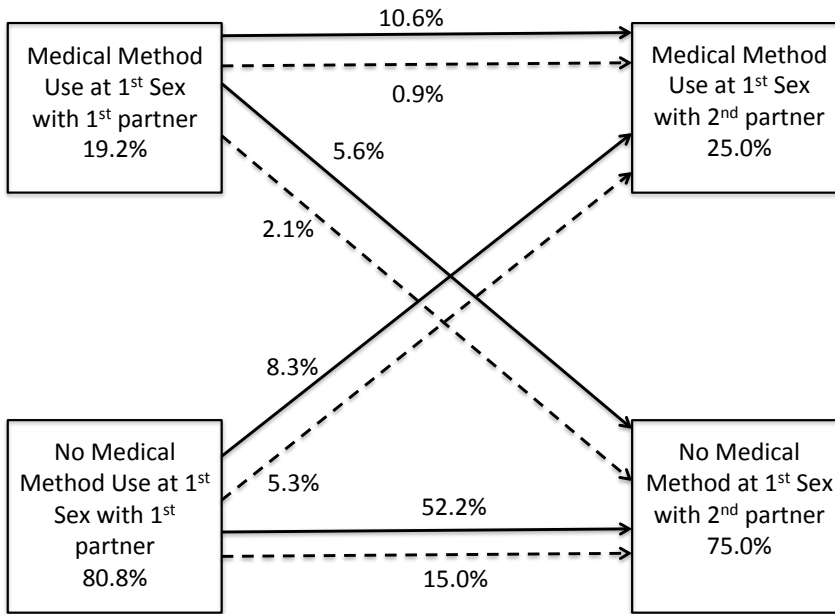 10.6%
Medical Method
Use at 1st Sex
with 1st partner
19.2%
Medical Method
Use at 1st Sex
with 2nd partner
25.0%
0.9%
5.6%
2.1%
8.3%
5.3%
No Medical
Method Use at 1st
Sex with 1st
partner
80.8%
52.2%
15.0%
No Medical
Method at 1st Sex
with 2nd partner
75.0%